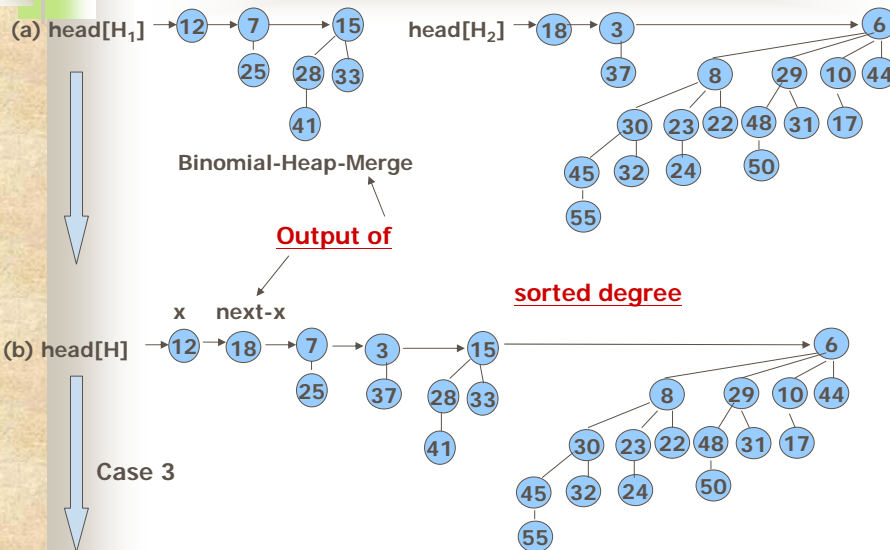 (a) head[H1] 12 7 15 head[H2] 18 3 6
25 28 33 37 8 29 10 44
41 30 23 22 48 31 17
Binomial-Heap-Merge 45 32 24 50
55
Output of
sorted degree
x next-x
(b) head[H] 12 18 7 3 15 6
25 37 28 33 8 29 10 44
41 30 23 22 48 31 17
Case 3 45 32 24 50
55